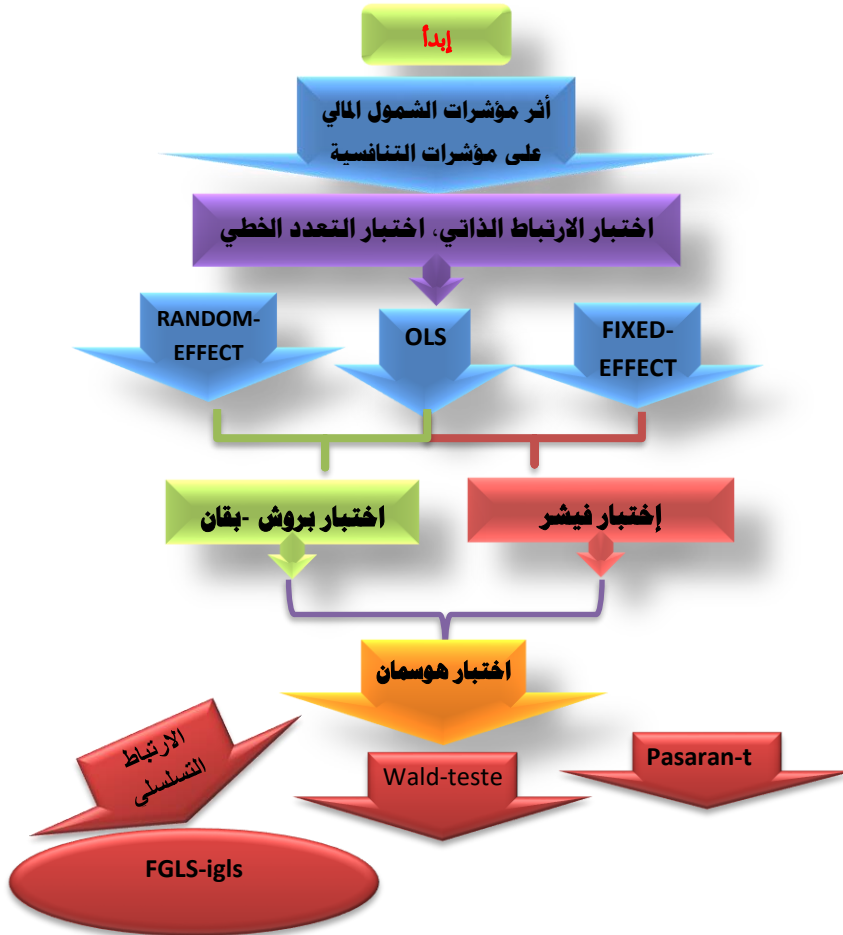 إبدأ
أثر مؤشرات الشمول المالي
على مؤشرات التنافسية
اختبار الارتباط الذاتي، اختبار التعدد الخطي
RANDOM-
EFFECT
OLS
FIXED-
EFFECT
اختبار بروش -بقان
إختبار فيشر
اختبار هوسمان
الارتباط
التسلسلي
Wald-teste
Pasaran-t
FGLS-igls